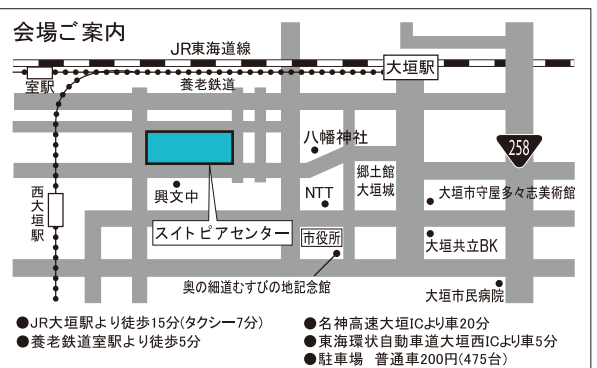 会場ご案内
JR東海道線
大垣駅
室駅
養老鉄道
八幡神社
258
郷土館
大垣城
西大垣駅
興文中
NTT
大垣市守屋多々志美術館
スイトピアセンター
市役所
大垣共立BK
奥の細道むすびの地記念館
大垣市民病院
●JR大垣駅より徒歩15分(タクシー7分)
●養老鉄道室駅より徒歩5分
●名神高速大垣ICより車20分
●東海環状自動車道大垣西ICより車5分
●駐車場　普通車200円(475台)